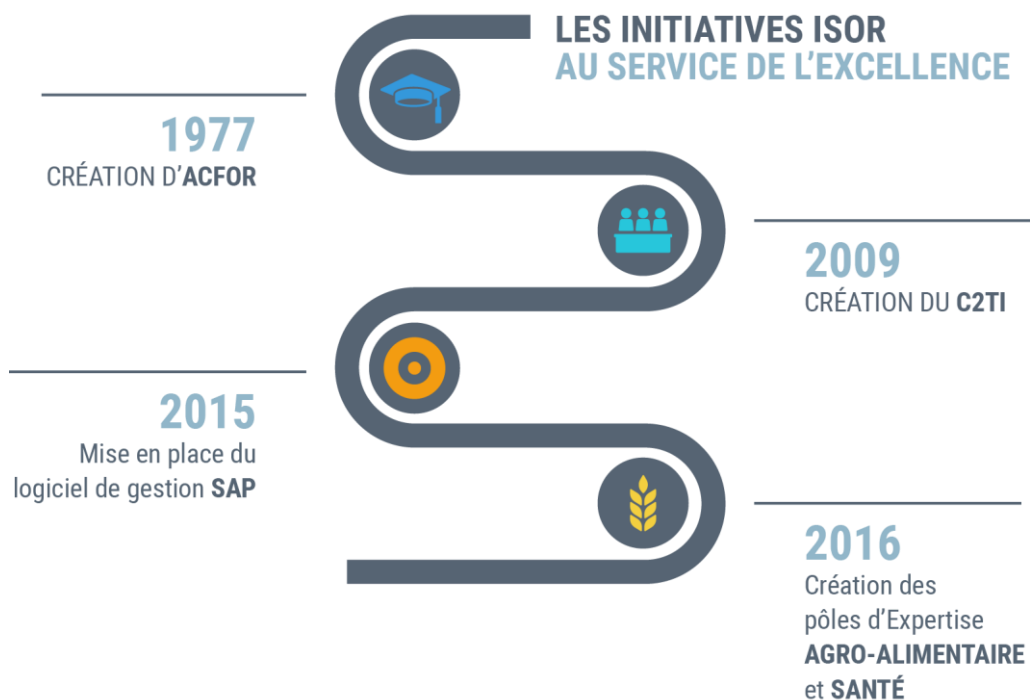 LES INITIATIVES ISOR
AU SERVICE DE L'EXCELLENCE
1977
CRÉATION D'ACFOR
2009
CRÉATION DU C2TI
2015
Mise en place du
logiciel de gestion SAP
2016
Création des
pôles d'Expertise
AGRO-ALIMENTAIRE
et SANTÉ